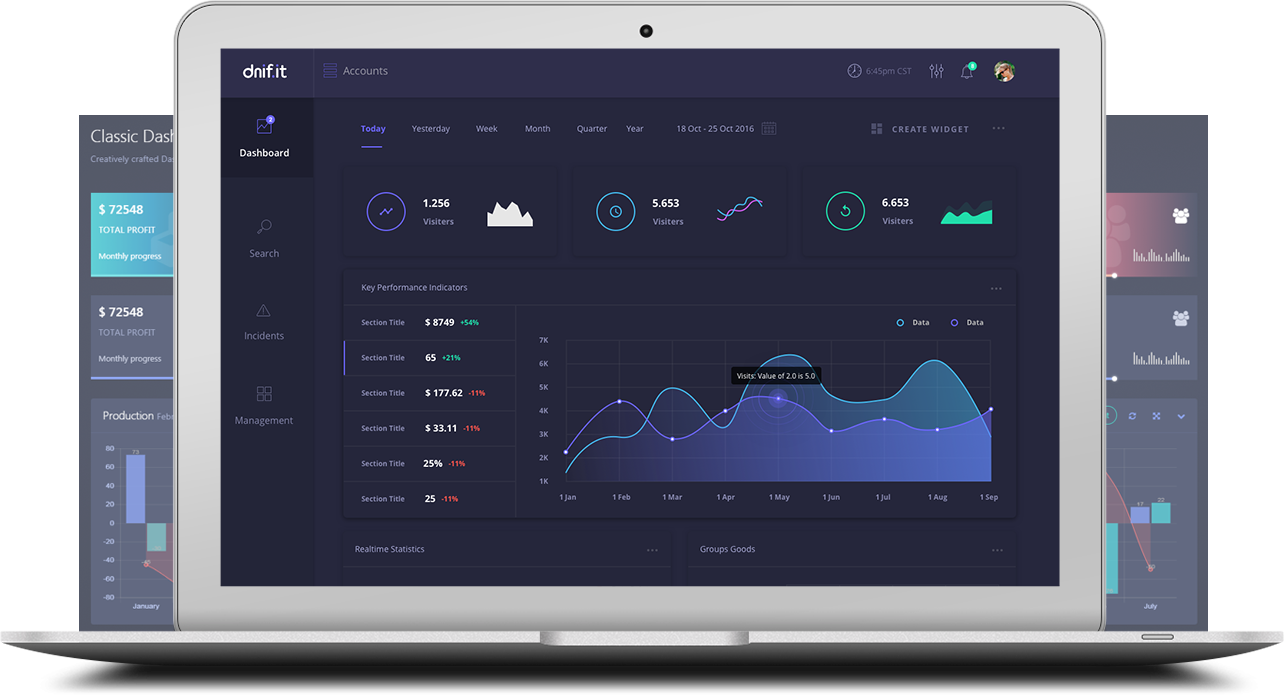 dnif.it
Accounts
6:45pm CST
8
2
Dashboard
Search
Incidents
Management
Today Yesterday Week Month Quarter Year 18 Oct - 25 Oct 2016 CREATE WIDGET
1.256
Visiters
5.653
Visiters
6.653
Visiters
Key Performance Indicators
Section Title $ 8749 +54%
Section Title 65 +21%
Section Title $ 177.62 -11%
Section Title $ 33.11 -11%
Section Title 25% -11%
Section Title 25 -11%
Data Data
7K
6K
5K
4K
3K
2K
1K
Visits: Value of 2.0 is 5.0
1 Jan 1 Feb 1 Mar 1 Apr 1 May 1 Jun 1 Jul 1 Aug 1 Sep
Realtime Statistics
Groups Goods
Classic Dash
Creatively crafted Da
$ 72548
TOTAL PROFIT
Monthly progress
$ 72548
TOTAL PROFIT
Monthly progress
Production Febr
80
60
40
20
0
-20
-40
-60
-80
73
January
17
22
July